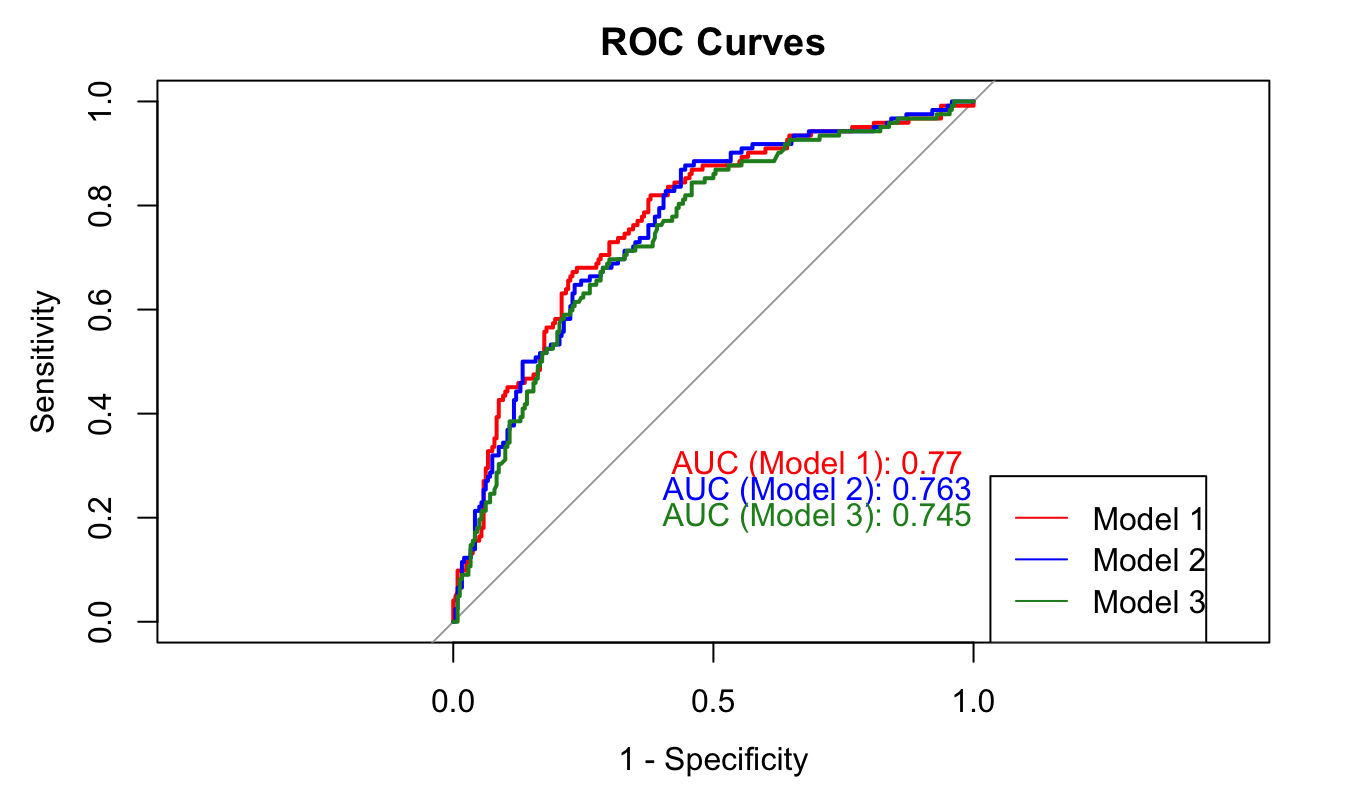 ROC Curves
Sensitivity
1.0
0.8
0.6
0.4
0.2
0.0
AUC (Model 1): 0.77
AUC (Model 2): 0.763
AUC (Model 3): 0.745
Model 1
Model 2
Model 3
0.0 0.5 1.0
1 - Specificity